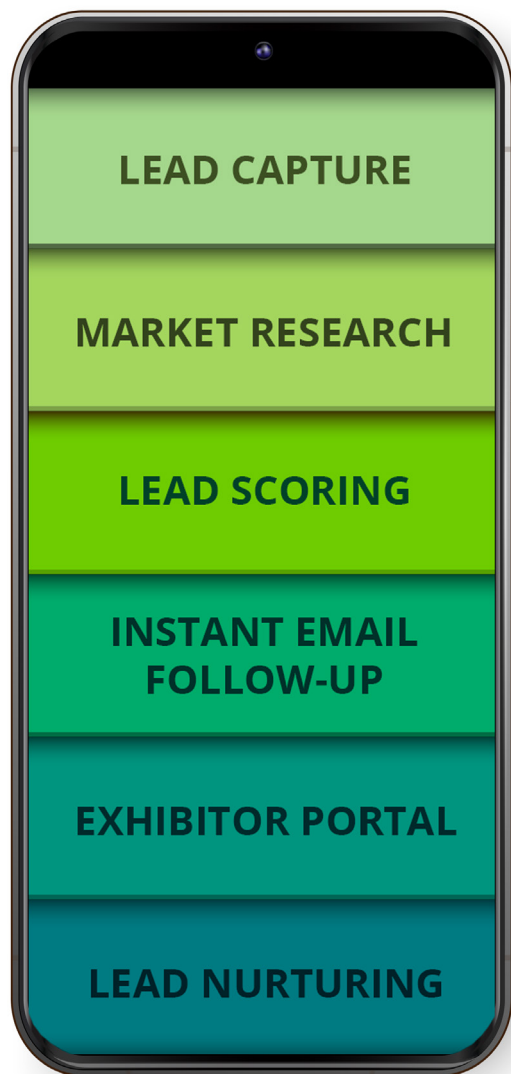 LEAD CAPTURE
MARKET RESEARCH
LEAD SCORING
INSTANT EMAIL
FOLLOW-UP
EXHIBITOR PORTAL
LEAD NURTURING